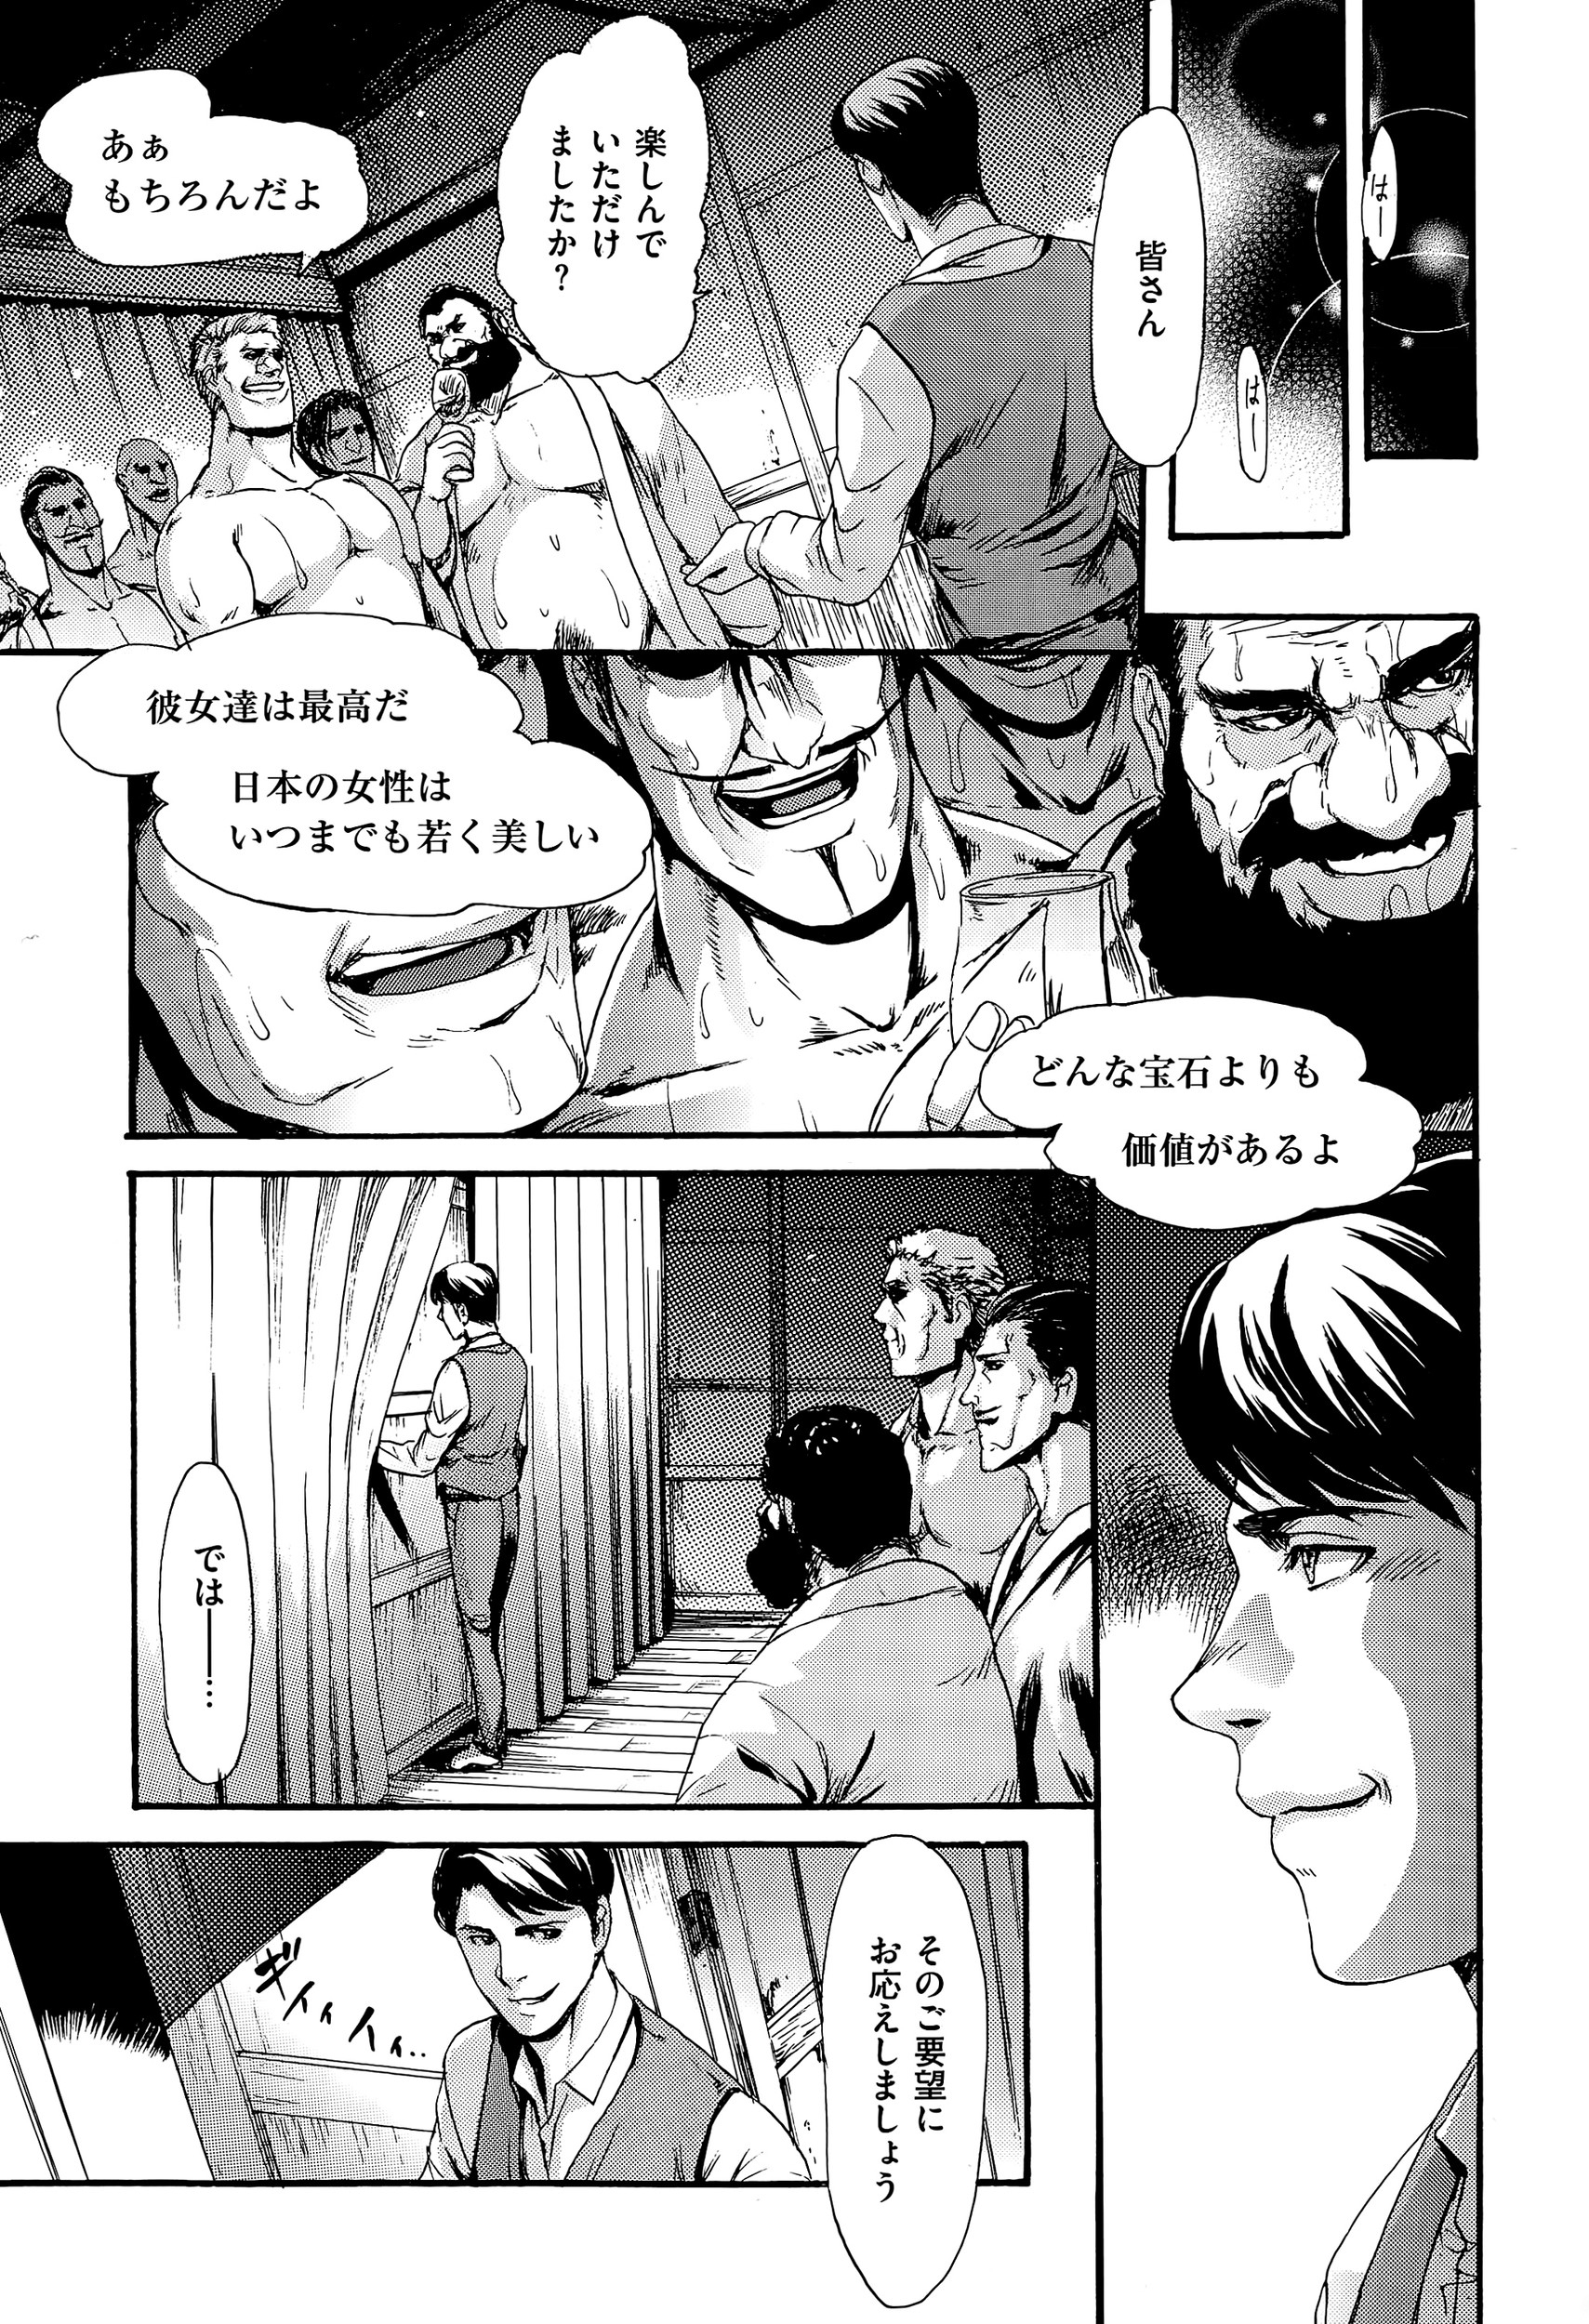 はー
はー
皆さん
楽しんで
いただけ
ましたか？
あぁ
もちろんだよ
彼女達は最高だ
日本の女性は
いつまでも若く美しい
どんな宝石よりも
価値があるよ
では――…
そのご要望に
お応えしましょう
ギィィィィ‥